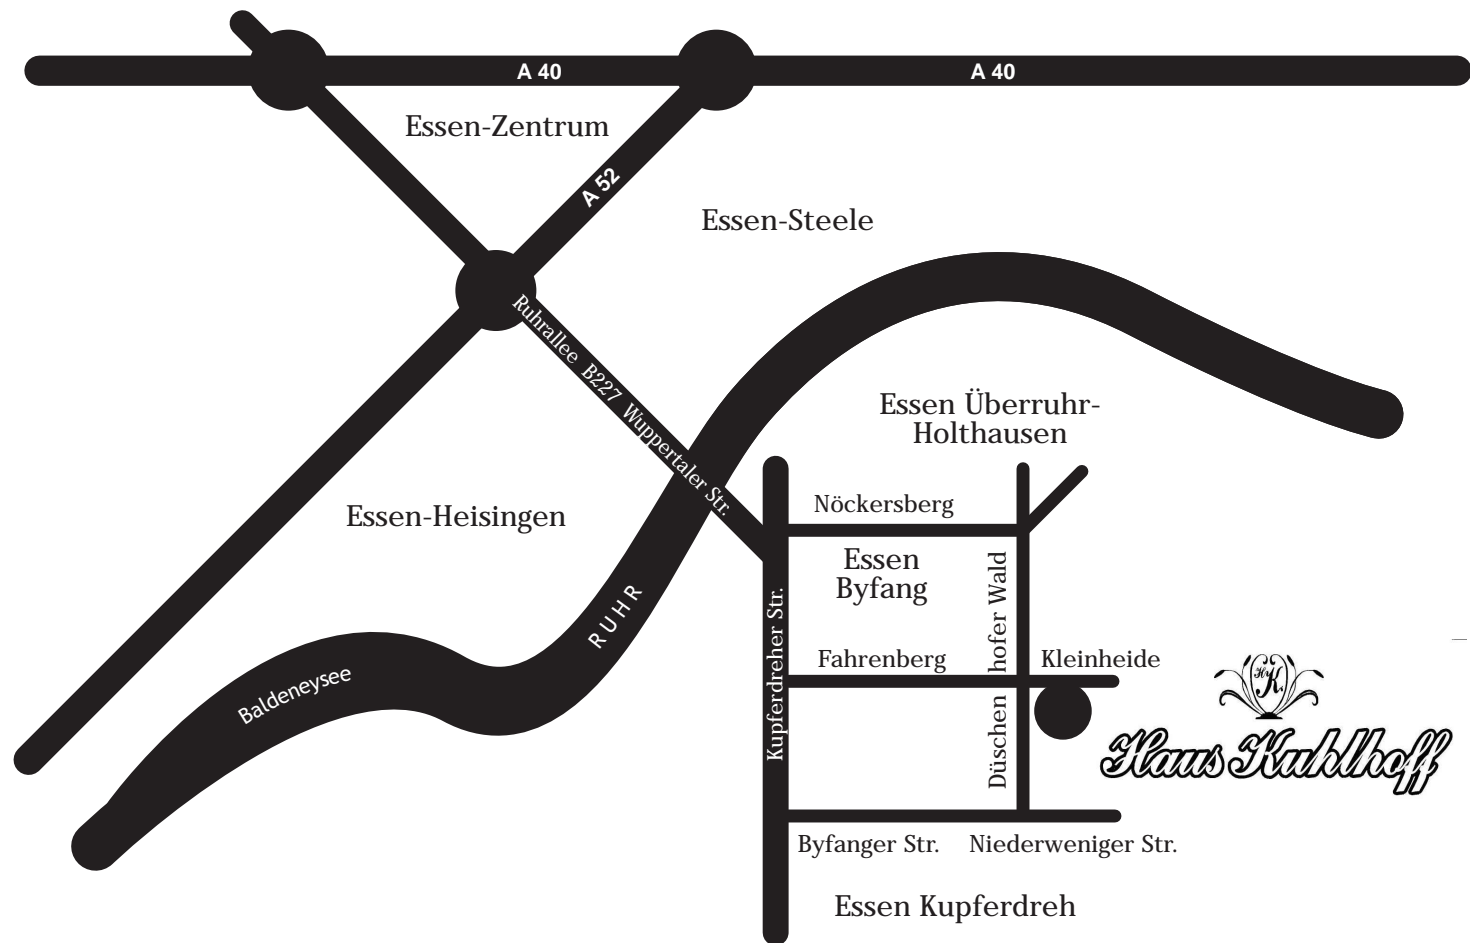 A 40
A 40
Essen-Zentrum
A 52
Essen-Steele
Ruhrallee B227 Wuppertaler Str.
Essen Überruhr-
Holthausen
Nöckersberg
Essen-Heisingen
Essen
Byfang
RUHR
Kupferdreher Str.
Düschen hofer Wald
Fahrenberg
Kleinheide
Baldeneysee
HvK.
Haus Kuhlhoff
Byfanger Str.
Niederweniger Str.
Essen Kupferdreh